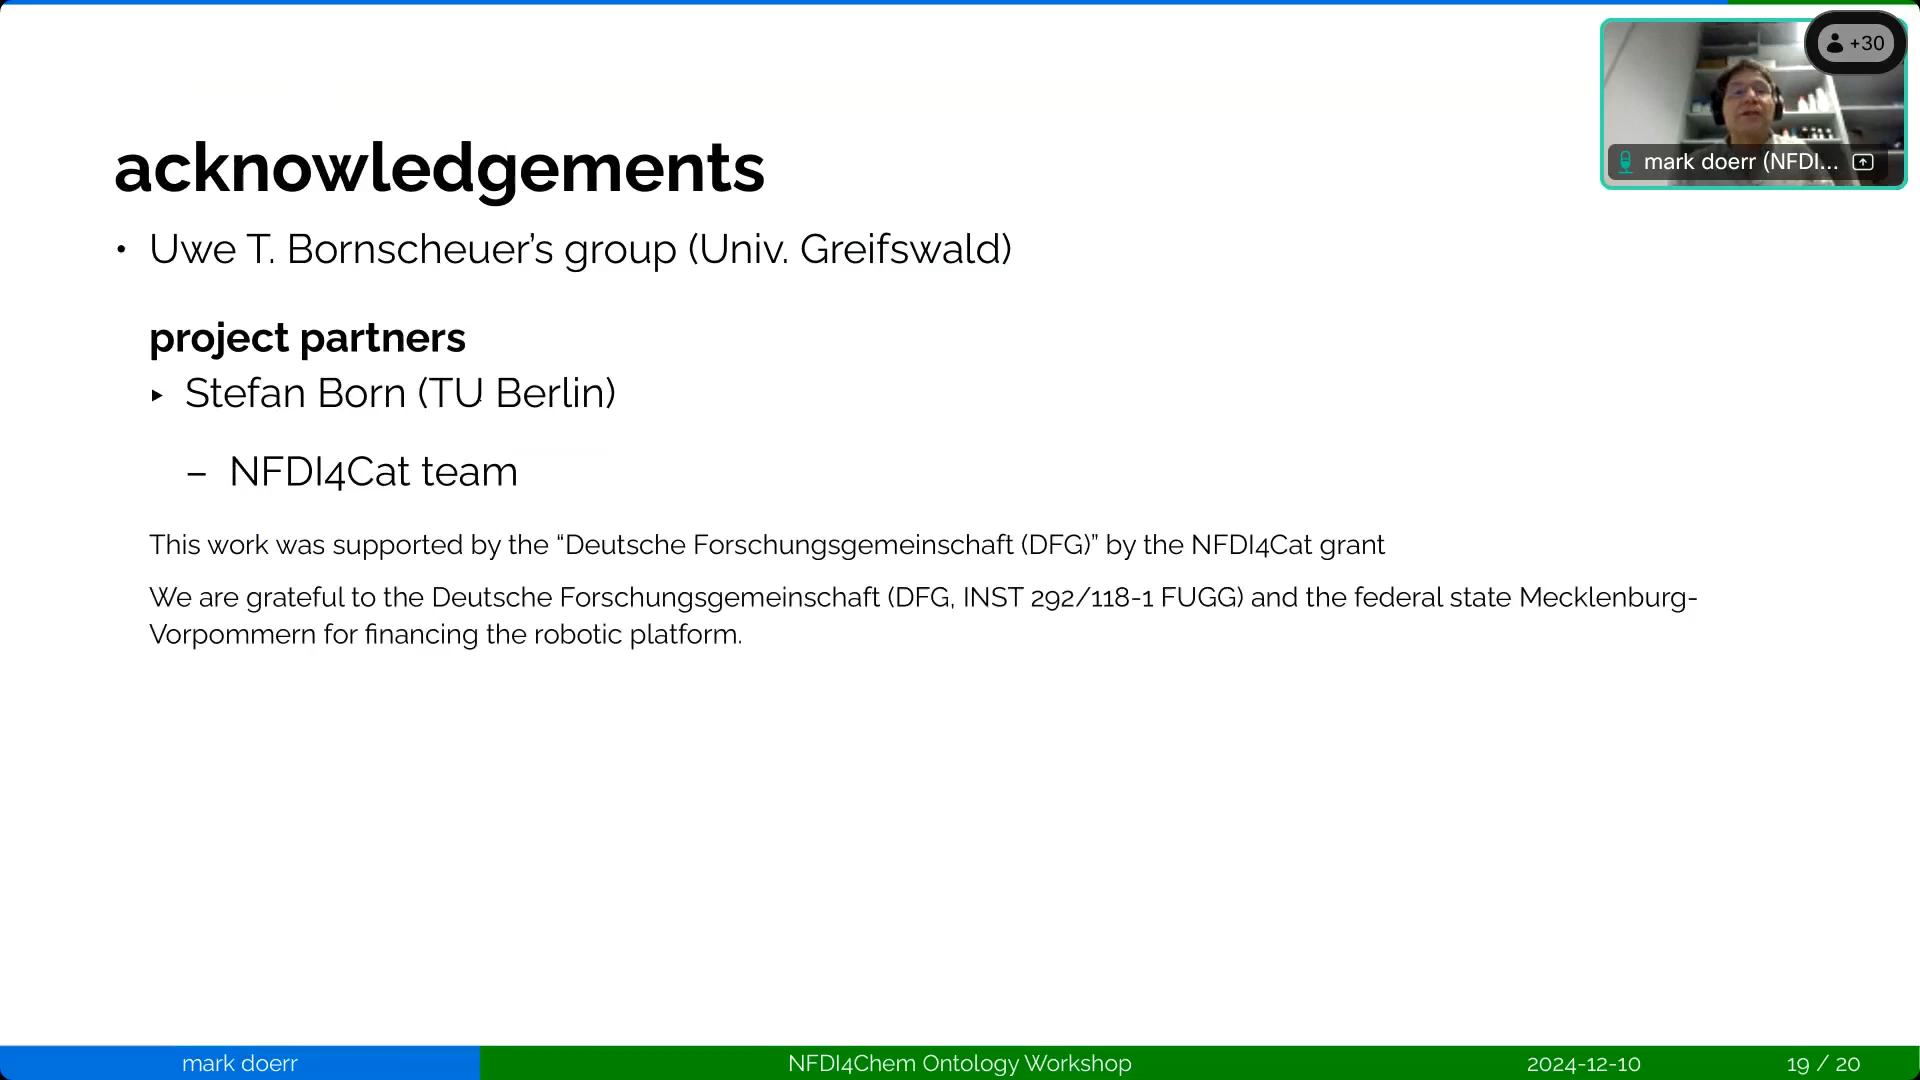 +30
mark doerr (NFDI...
acknowledgements
• Uwe T. Bornscheuer’s group (Univ. Greifswald)
project partners
▸ Stefan Born (TU Berlin)
– NFDI4Cat team
This work was supported by the “Deutsche Forschungsgemeinschaft (DFG)” by the NFDI4Cat grant
We are grateful to the Deutsche Forschungsgemeinschaft (DFG, INST 292/118-1 FUGG) and the federal state Mecklenburg-
Vorpommern for financing the robotic platform.
mark doerr NFDI4Chem Ontology Workshop 2024-12-10 19 / 20